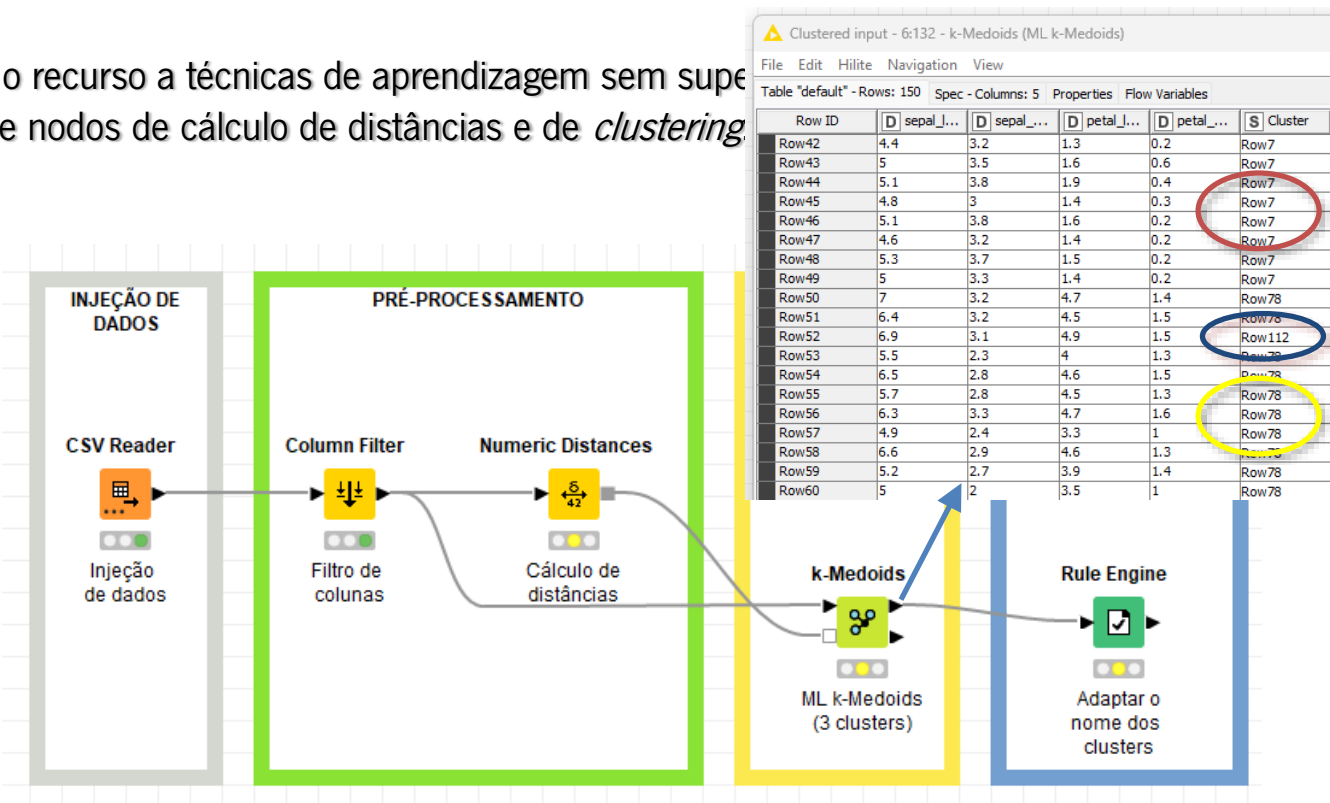 o recurso a técnicas de aprendizagem sem supe
e nodos de cálculo de distâncias e de clustering
Clustered input - 6:132 - k-Medoids (ML k-Medoids)
File Edit Hilite Navigation View
Table "default" - Rows: 150 Spec - Columns: 5 Properties Flow Variables
Row ID D sepal_l... D sepal_... D petal_l... D petal_... S Cluster
Row42 4.4 3.2 1.3 0.2 Row7
Row43 5 3.5 1.6 0.6 Row7
Row44 5.1 3.8 1.9 0.4 Row7
Row45 4.8 3 1.4 0.3 Row7
Row46 5.1 3.8 1.6 0.2 Row7
Row47 4.6 3.2 1.4 0.2 Row7
Row48 5.3 3.7 1.5 0.2 Row7
Row49 5 3.3 1.4 0.2 Row7
Row50 7 3.2 4.7 1.4 Row78
Row51 6.4 3.2 4.5 1.5 Row78
Row52 6.9 3.1 4.9 1.5 Row112
Row53 5.5 2.3 4 1.3 Row78
Row54 6.5 2.8 4.6 1.5 Row78
Row55 5.7 2.8 4.5 1.3 Row78
Row56 6.3 3.3 4.7 1.6 Row78
Row57 4.9 2.4 3.3 1 Row78
Row58 6.6 2.9 4.6 1.3 Row78
Row59 5.2 2.7 3.9 1.4 Row78
Row60 5 2 3.5 1 Row78
INJEÇÃO DE
DADOS
CSV Reader
Injeção
de dados
PRÉ-PROCESSAMENTO
Column Filter
Filtro de
colunas
Numeric Distances
δ
42
Cálculo de
distâncias
k-Medoids
ML k-Medoids
(3 clusters)
Rule Engine
Adaptar o
nome dos
clusters